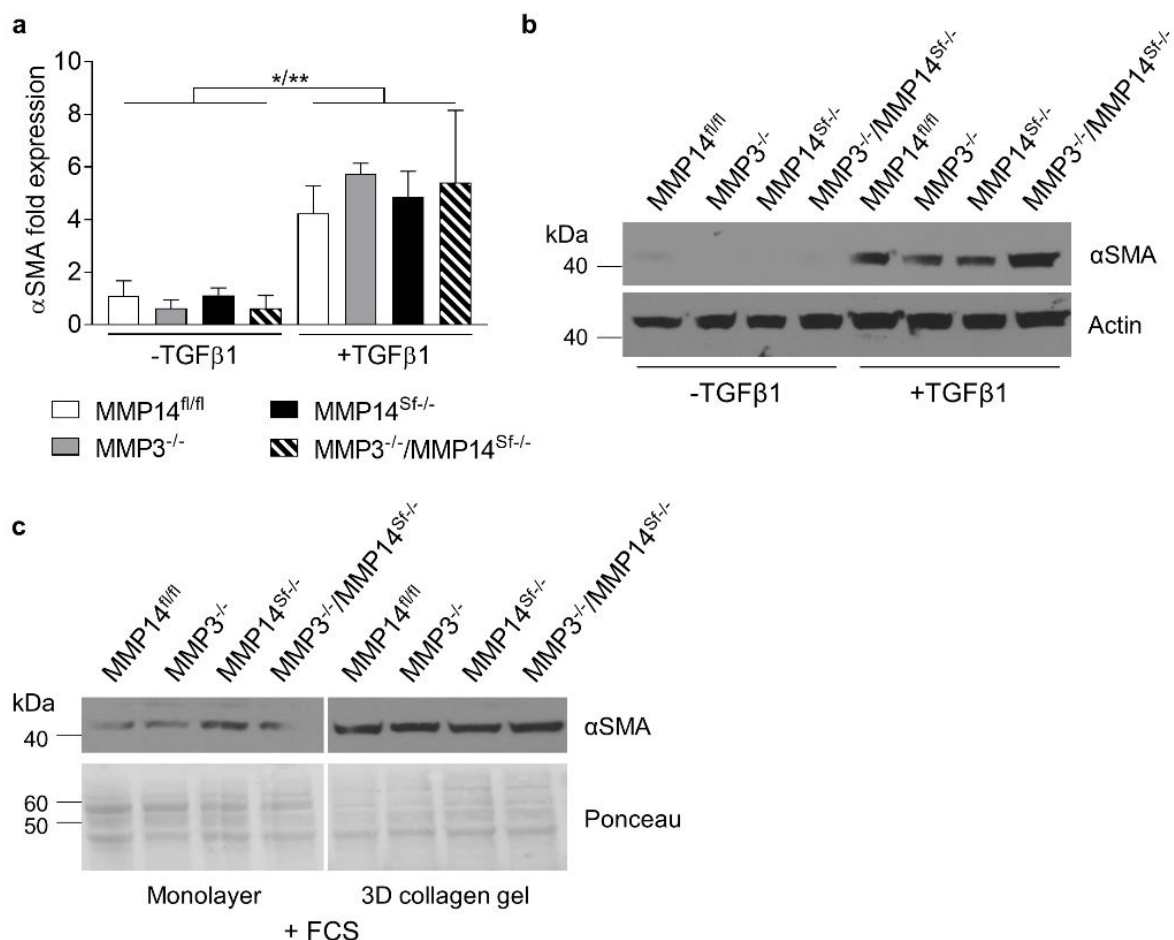 a
αSMA fold expression
10
8
6
4
2
0
*/**
-TGFβ1
+TGFβ1
MMP14fl/fl
MMP3-/-
MMP14Sf-/-
MMP3-/-/MMP14Sf-/-
b
MMP14fl/fl
MMP3-/-
MMP14Sf-/-
MMP3-/-/MMP14Sf-/-
MMP14fl/fl
MMP3-/-
MMP14Sf-/-
MMP3-/-/MMP14Sf-/-
kDa
40
αSMA
40
Actin
-TGFβ1
+TGFβ1
c
MMP14fl/fl
MMP3-/-
MMP14Sf-/-
MMP3-/-/MMP14Sf-/-
MMP14fl/fl
MMP3-/-
MMP14Sf-/-
MMP3-/-/MMP14Sf-/-
kDa
40
αSMA
60
50
Ponceau
Monolayer
3D collagen gel
+ FCS